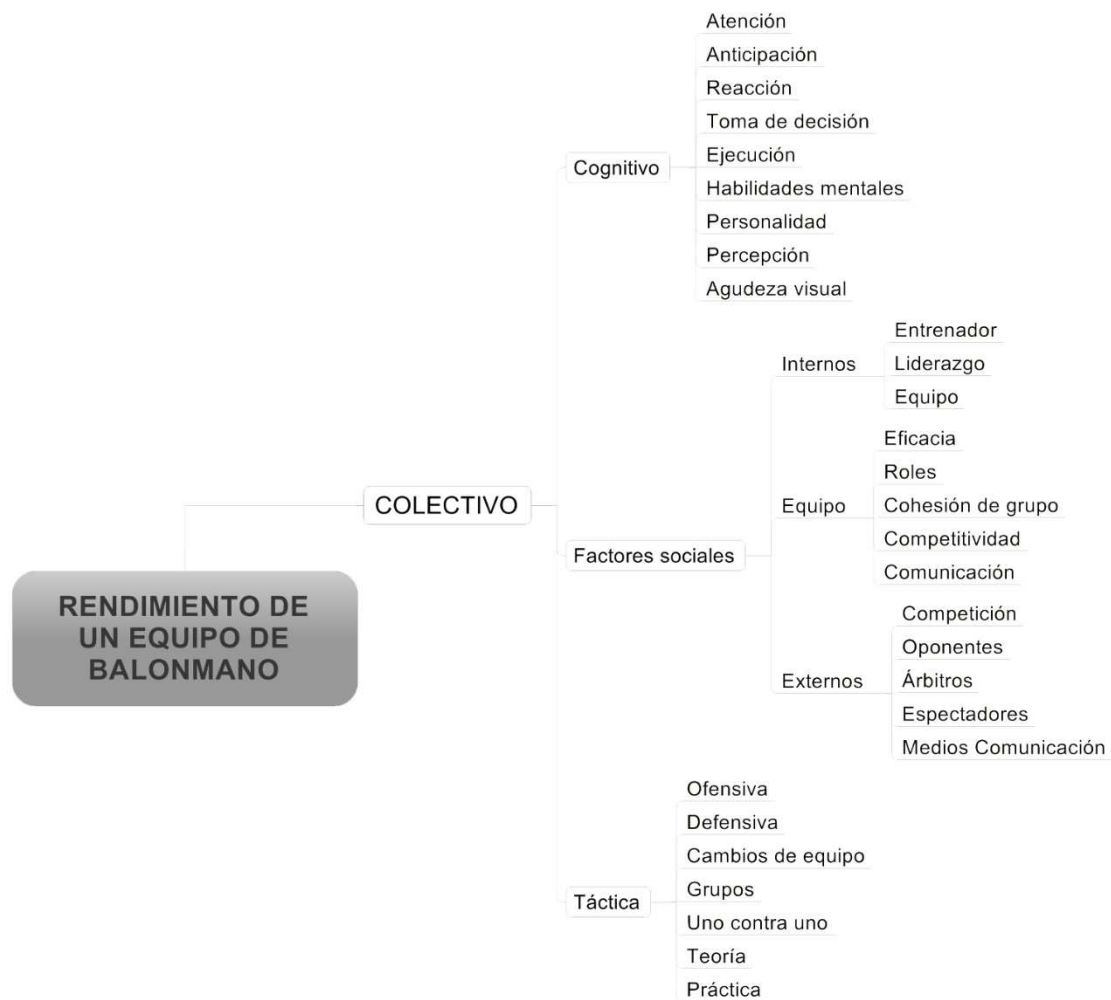 RENDIMIENTO DE
UN EQUIPO DE
BALONMANO
COLECTIVO
Cognitivo
Atención
Anticipación
Reacción
Toma de decisión
Ejecución
Habilidades mentales
Personalidad
Percepción
Agudeza visual
Factores sociales
Internos
Entrenador
Liderazgo
Equipo
Equipo
Eficacia
Roles
Cohesión de grupo
Competitividad
Comunicación
Externos
Competición
Oponentes
Árbitros
Espectadores
Medios Comunicación
Táctica
Ofensiva
Defensiva
Cambios de equipo
Grupos
Uno contra uno
Teoría
Práctica